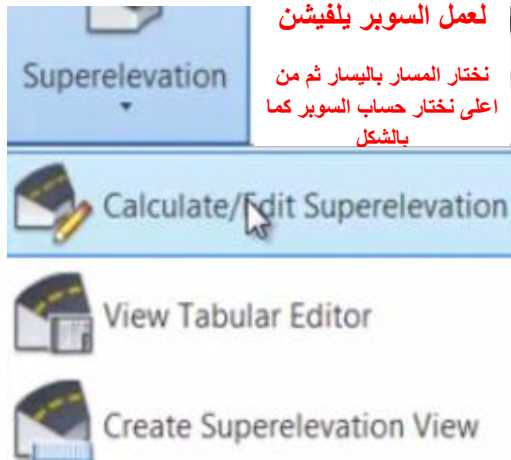 لعمل السوبر يلفيشن
نختار المسار باليسار ثم من
اعلى نختار حساب السوبر كما
بالشكل
Superelevation
Calculate/Edit Superelevation
View Tabular Editor
Create Superelevation View